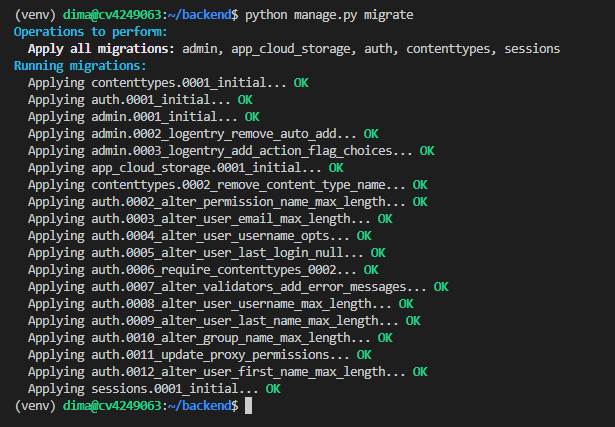 (venv) dima@cv4249063:~/backend$ python manage.py migrate
Operations to perform:
  Apply all migrations: admin, app_cloud_storage, auth, contenttypes, sessions
Running migrations:
  Applying contenttypes.0001_initial... OK
  Applying auth.0001_initial... OK
  Applying admin.0001_initial... OK
  Applying admin.0002_logentry_remove_auto_add... OK
  Applying admin.0003_logentry_add_action_flag_choices... OK
  Applying app_cloud_storage.0001_initial... OK
  Applying contenttypes.0002_remove_content_type_name... OK
  Applying auth.0002_alter_permission_name_max_length... OK
  Applying auth.0003_alter_user_email_max_length... OK
  Applying auth.0004_alter_user_username_opts... OK
  Applying auth.0005_alter_user_last_login_null... OK
  Applying auth.0006_require_contenttypes_0002... OK
  Applying auth.0007_alter_validators_add_error_messages... OK
  Applying auth.0008_alter_user_username_max_length... OK
  Applying auth.0009_alter_user_last_name_max_length... OK
  Applying auth.0010_alter_group_name_max_length... OK
  Applying auth.0011_update_proxy_permissions... OK
  Applying auth.0012_alter_user_first_name_max_length... OK
  Applying sessions.0001_initial... OK
(venv) dima@cv4249063:~/backend$